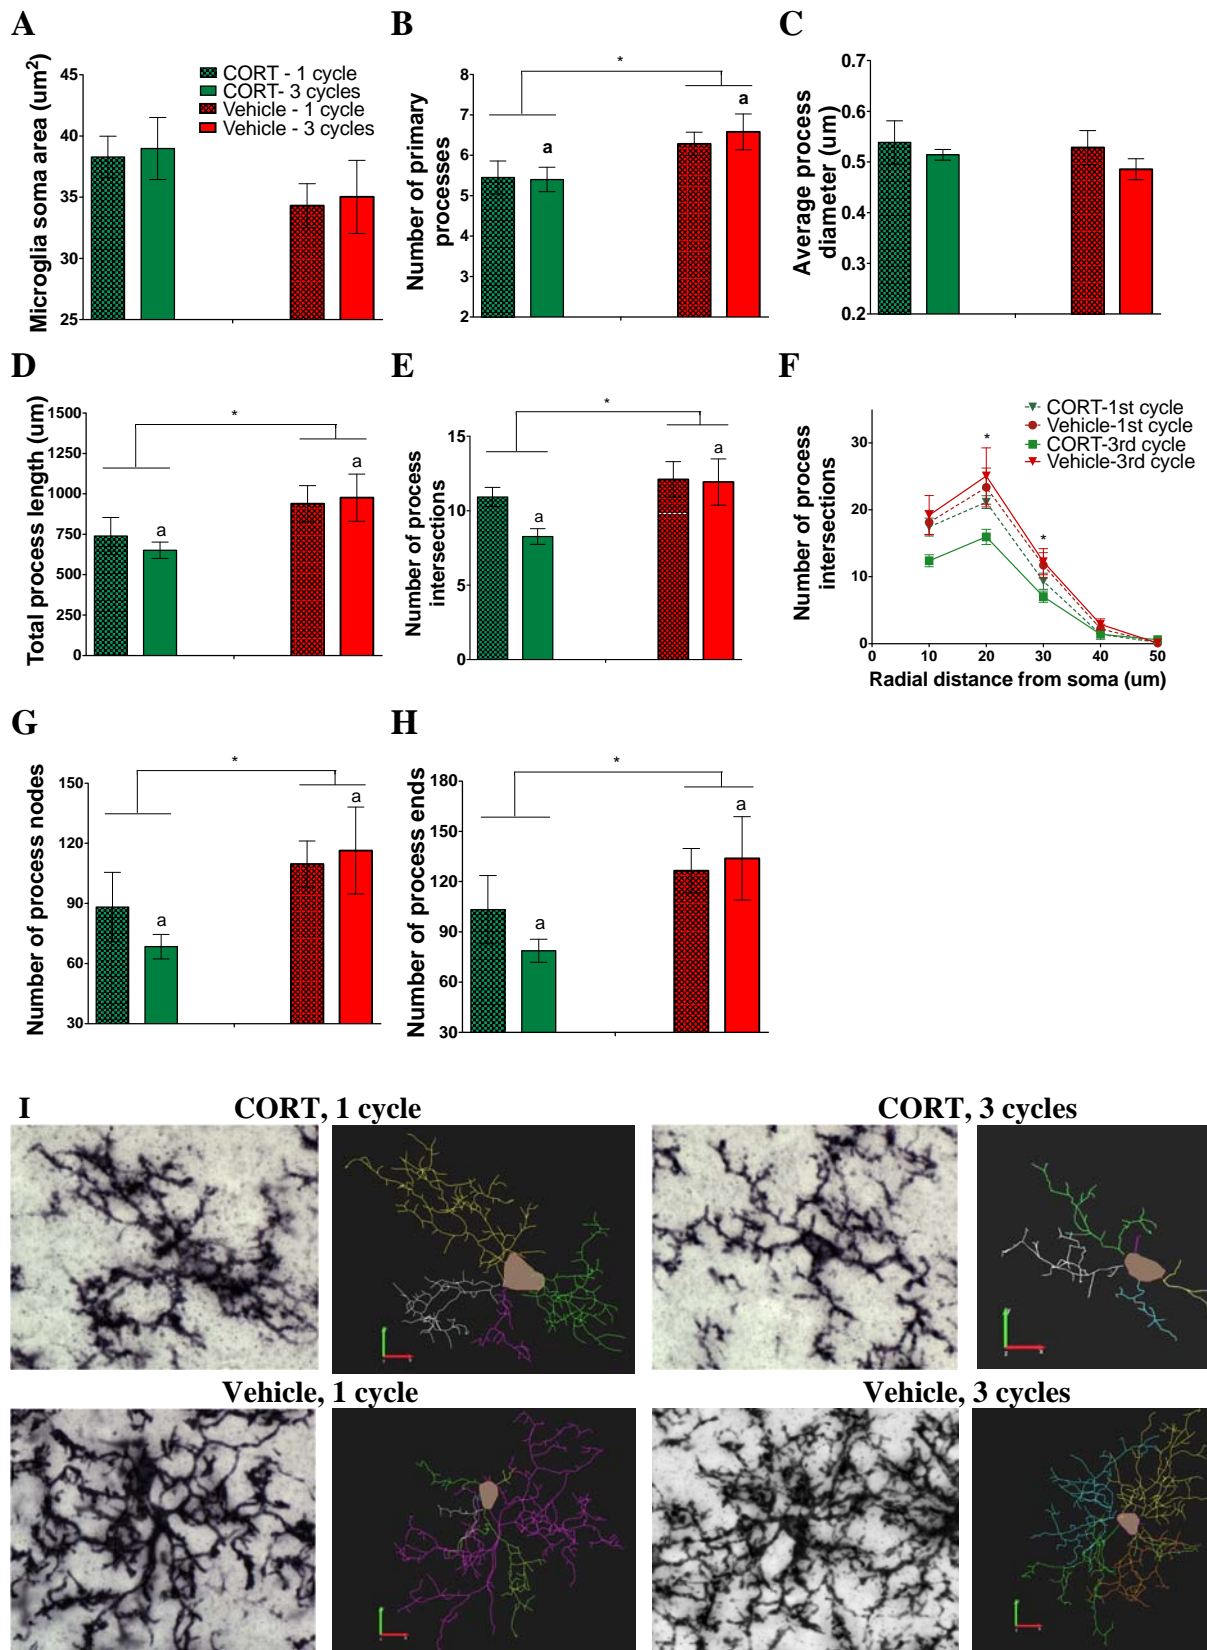 A
Microglia soma area (um²)
45
40
35
30
25
CORT - 1 cycle
CORT- 3 cycles
Vehicle - 1 cycle
Vehicle - 3 cycles
B
Number of primary
processes
8
7
6
5
4
3
2
*
a
a
C
Average process
diameter (um)
0.7
0.6
0.5
0.4
0.3
0.2
D
Total process length (um)
1500
1250
1000
750
500
250
0
*
a
a
E
Number of process
intersections
15
10
5
0
*
a
a
F
Number of process
intersections
30
20
10
0
*
*
CORT-1st cycle
Vehicle-1st cycle
CORT-3rd cycle
Vehicle-3rd cycle
0 10 20 30 40 50
Radial distance from soma (um)
G
Number of process nodes
150
120
90
60
30
*
a
a
H
Number of process ends
180
150
120
90
60
30
*
a
a
I
CORT, 1 cycle
CORT, 3 cycles
Vehicle, 1 cycle
Vehicle, 3 cycles